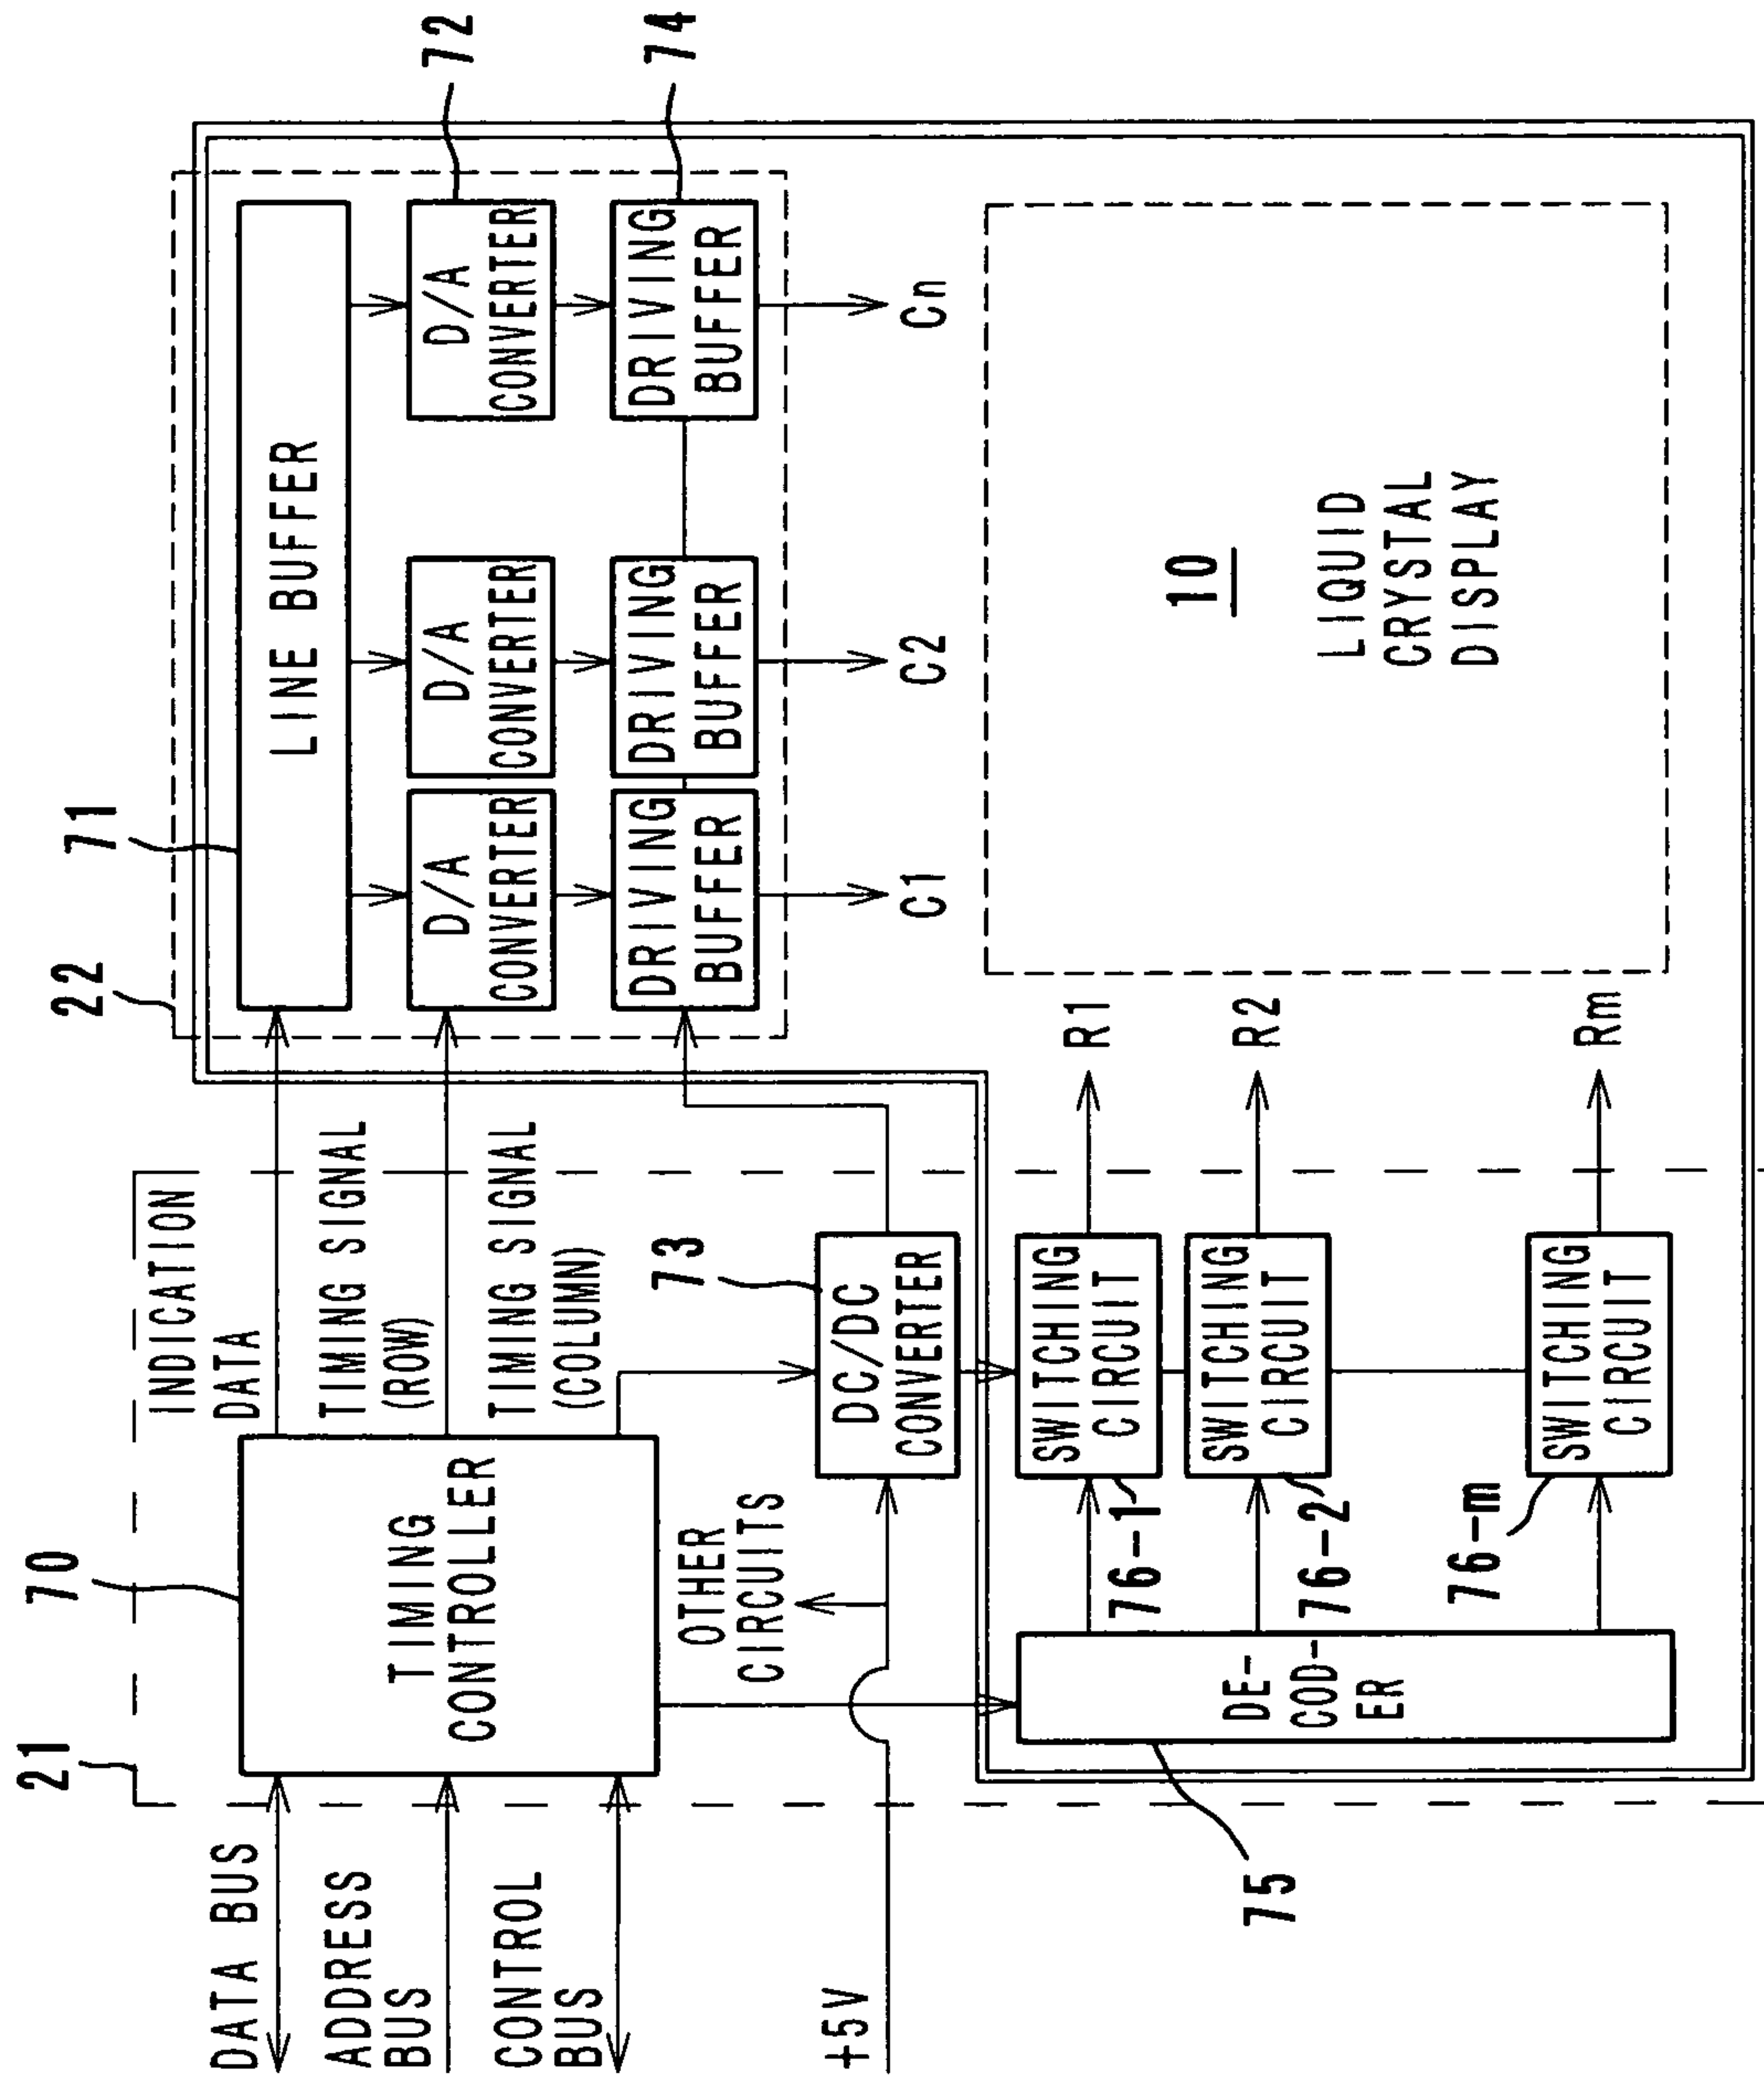 21
70
DATA BUS
ADDRESS
BUS
CONTROL
BUS
+5V
TIMING
CONTROLLER
INDICATION
DATA
TIMING SIGNAL
(ROW)
TIMING SIGNAL
(COLUMN)
OTHER
CIRCUITS
73
DC/DC
CONVERTER
22
71
LINE BUFFER
72
D/A
CONVERTER
D/A
CONVERTER
D/A
CONVERTER
74
DRIVING
BUFFER
DRIVING
BUFFER
DRIVING
BUFFER
C1
C2
Cn
75
DE-
COD-
ER
76-1
SWITCHING
CIRCUIT
R1
76-2
SWITCHING
CIRCUIT
R2
76-m
SWITCHING
CIRCUIT
Rm
10
LIQUID
CRYSTAL
DISPLAY